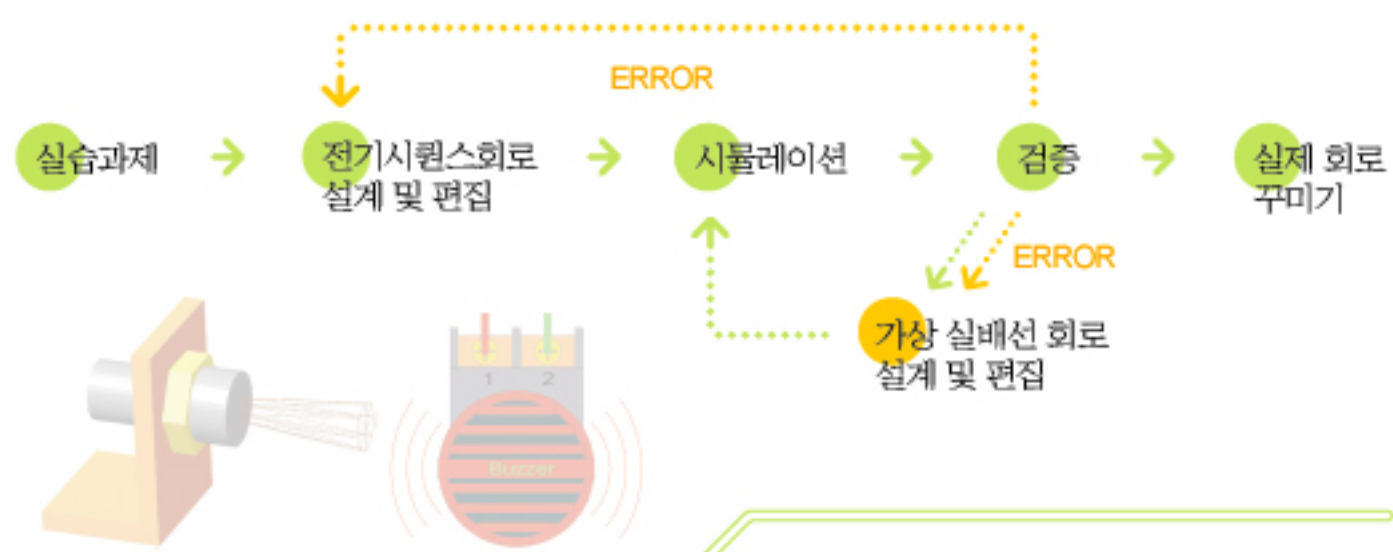 ERROR
실습과제
전기시퀀스회로
설계 및 편집
시뮬레이션
검증
실제 회로
꾸미기
ERROR
가상 실배선 회로
설계 및 편집
1 2
Buzzer